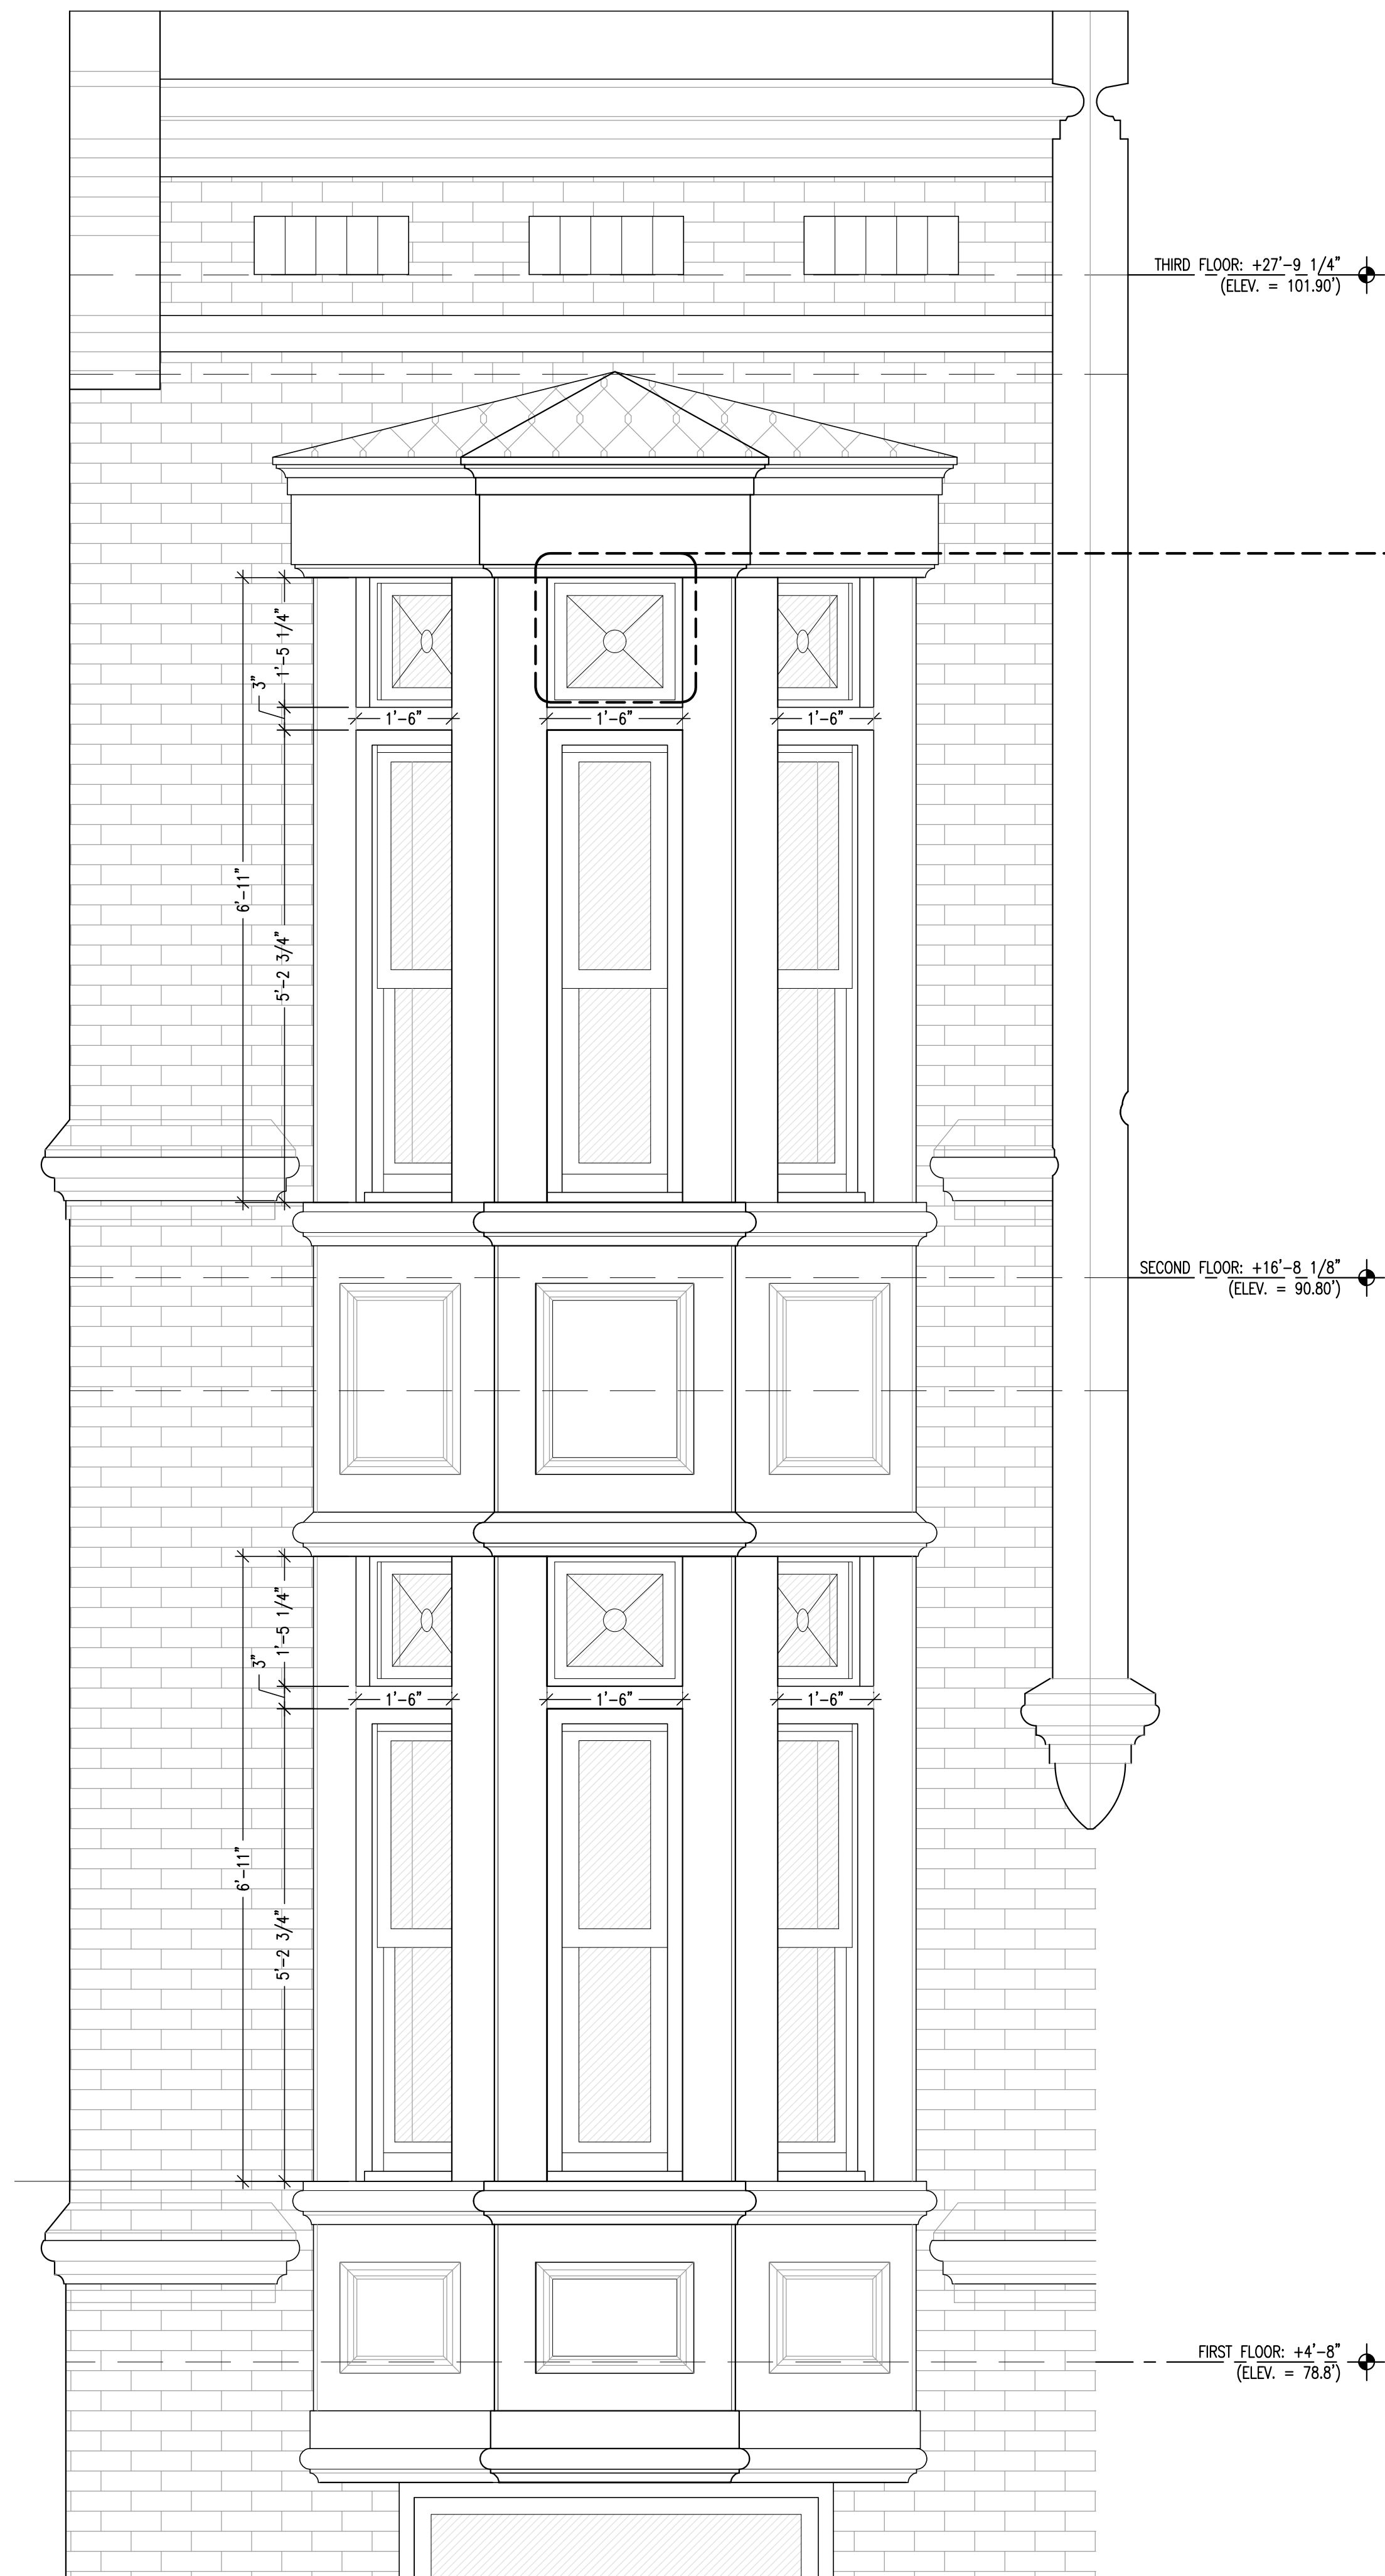 THIRD FLOOR: +27'-9 1/4"
(ELEV. = 101.90')
1'-5 1/4"
3"
1'-6"
1'-6"
1'-6"
6'-11"
5'-2 3/4"
SECOND FLOOR: +16'-8 1/8"
(ELEV. = 90.80')
1'-5 1/4"
3"
1'-6"
1'-6"
1'-6"
6'-11"
5'-2 3/4"
FIRST FLOOR: +4'-8"
(ELEV. = 78.8')